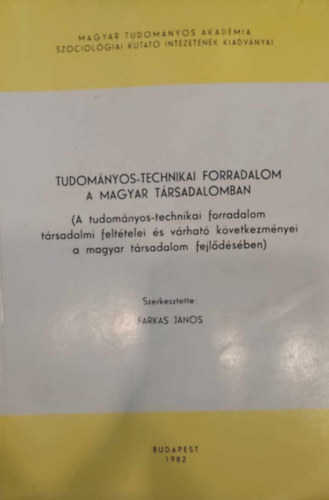 MAGYAR TUDOMÁNYOS AKADÉMIA
SZOCIOLÓGIAI KUTATÓ INTÉZETÉNEK KIADVÁNYAI
TUDOMÁNYOS-TECHNIKAI FORRADALOM
A MAGYAR TÁRSADALOMBAN
(A tudományos-technikai forradalom
társadalmi feltételei és várható következményei
a magyar társadalom fejlődésében)
Szerkesztette:
FARKAS JÁNOS
BUDAPEST
1982